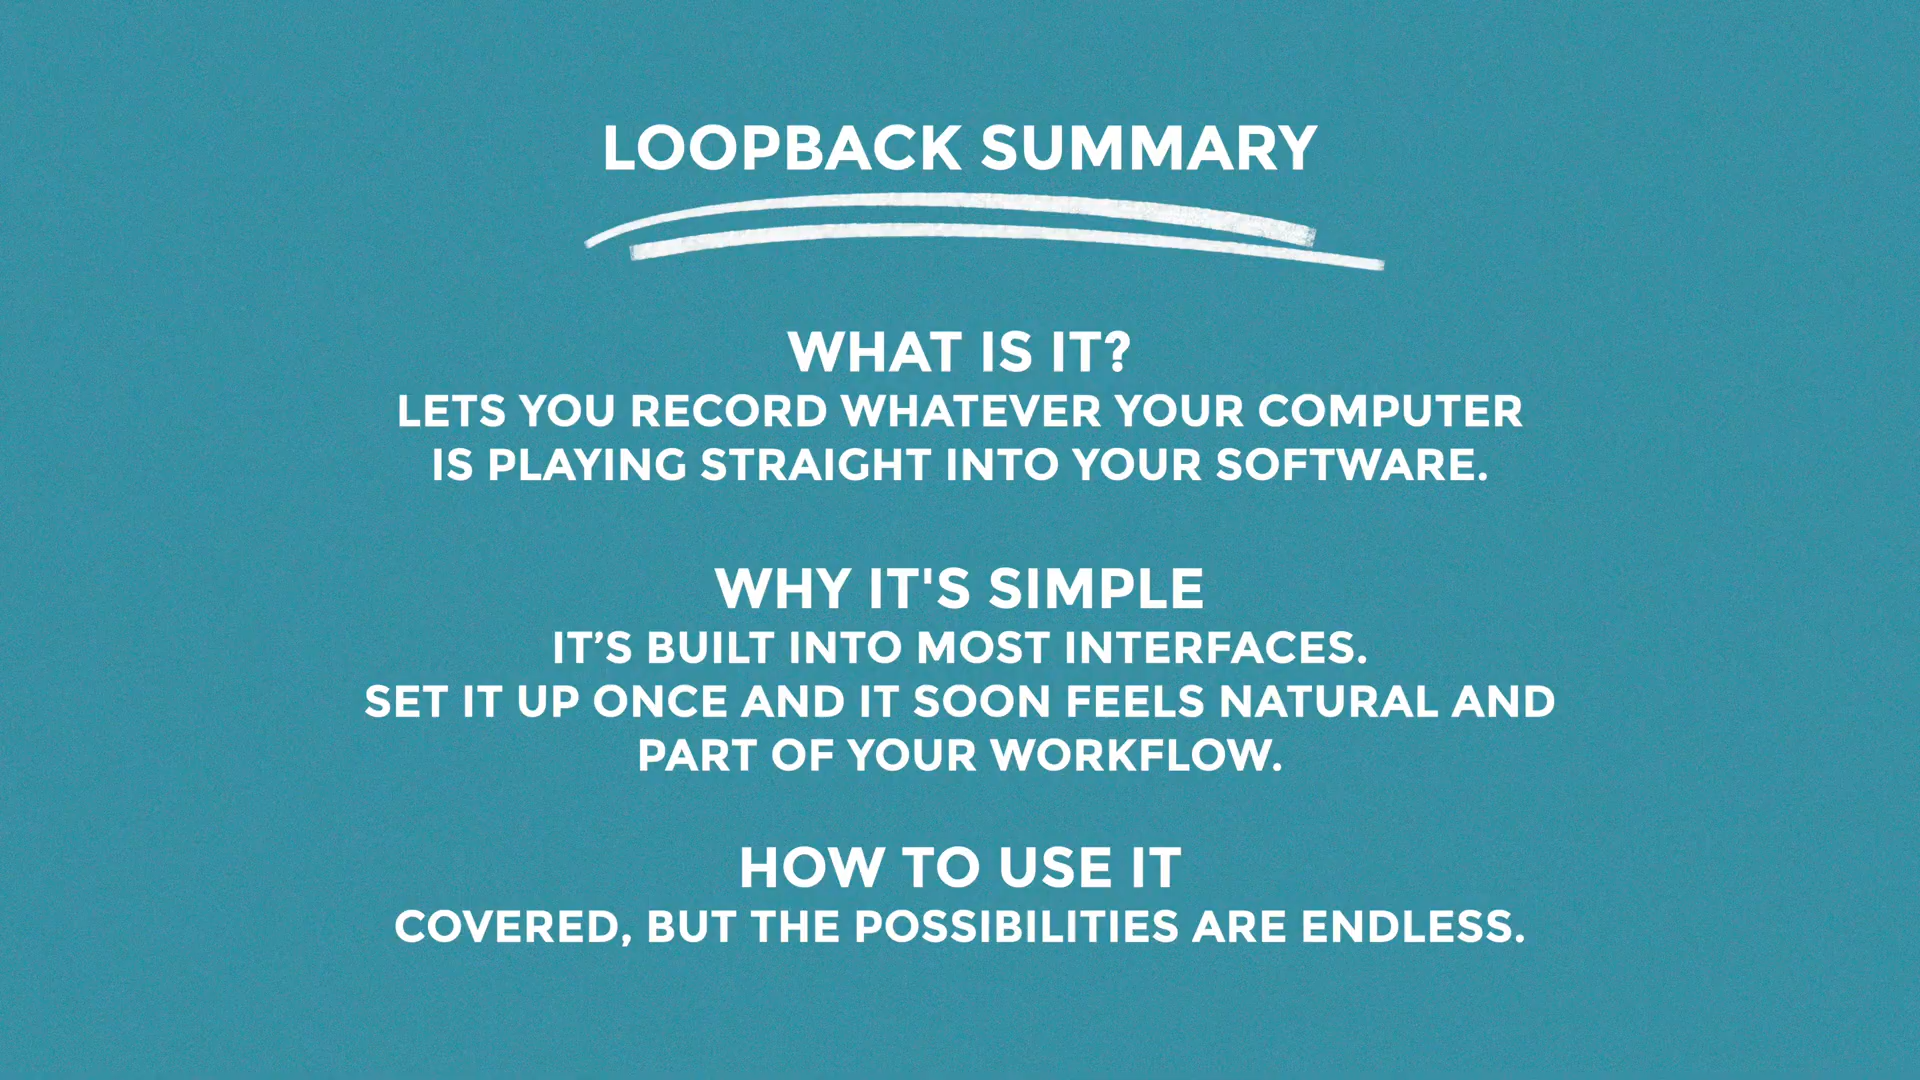 LOOPBACK SUMMARY
WHAT IS IT?
LETS YOU RECORD WHATEVER YOUR COMPUTER
IS PLAYING STRAIGHT INTO YOUR SOFTWARE.
WHY IT'S SIMPLE
IT’S BUILT INTO MOST INTERFACES.
SET IT UP ONCE AND IT SOON FEELS NATURAL AND
PART OF YOUR WORKFLOW.
HOW TO USE IT
COVERED, BUT THE POSSIBILITIES ARE ENDLESS.